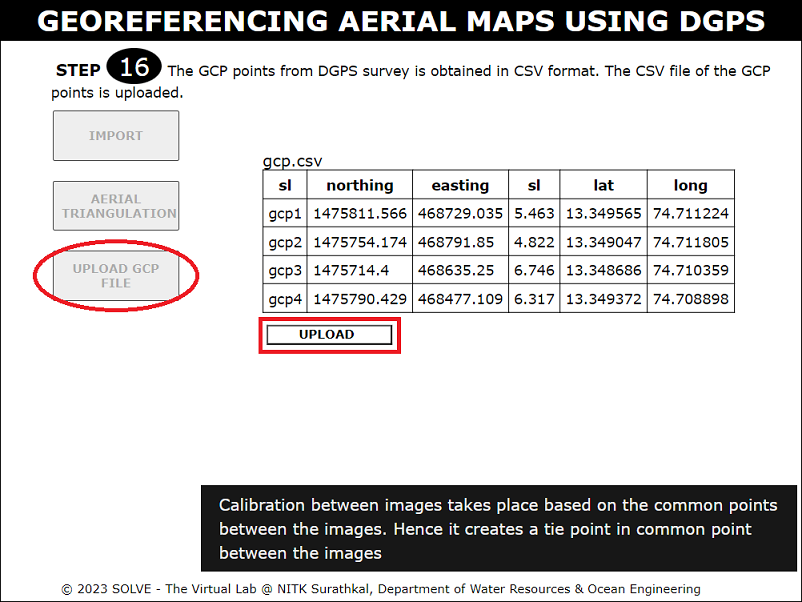 GEOREFERENCING AERIAL MAPS USING DGPS
STEP 16 The GCP points from DGPS survey is obtained in CSV format. The CSV file of the GCP
points is uploaded.
IMPORT
AERIAL
TRIANGULATION
UPLOAD GCP
FILE
gcp.csv
sl northing easting sl lat long
gcp1 1475811.566 468729.035 5.463 13.349565 74.711224
gcp2 1475754.174 468791.85 4.822 13.349047 74.711805
gcp3 1475714.4 468635.25 6.746 13.348686 74.710359
gcp4 1475790.429 468477.109 6.317 13.349372 74.708898
UPLOAD
Calibration between images takes place based on the common points
between the images. Hence it creates a tie point in common point
between the images
© 2023 SOLVE - The Virtual Lab @ NITK Surathkal, Department of Water Resources & Ocean Engineering